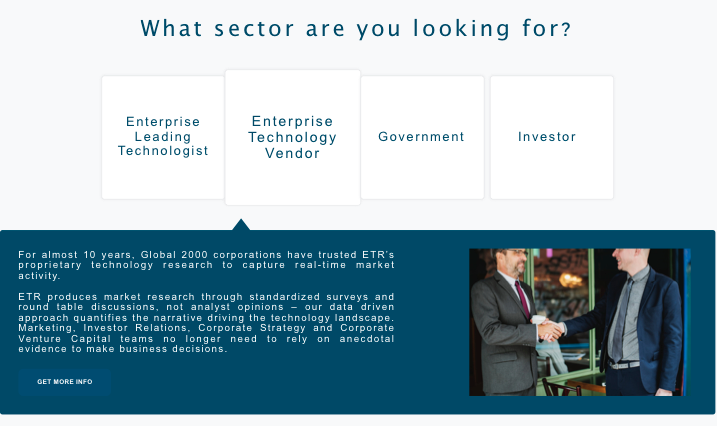 What sector are you looking for?
Enterprise
Leading
Technologist
Enterprise
Technology
Vendor
Government
Investor
For almost 10 years, Global 2000 corporations have trusted ETR's
proprietary technology research to capture real-time market
activity.
ETR produces market research through standardized surveys and
round table discussions, not analyst opinions – our data driven
approach quantifies the narrative driving the technology landscape.
Marketing, Investor Relations, Corporate Strategy and Corporate
Venture Capital teams no longer need to rely on anecdotal
evidence to make business decisions.
GET MORE INFO